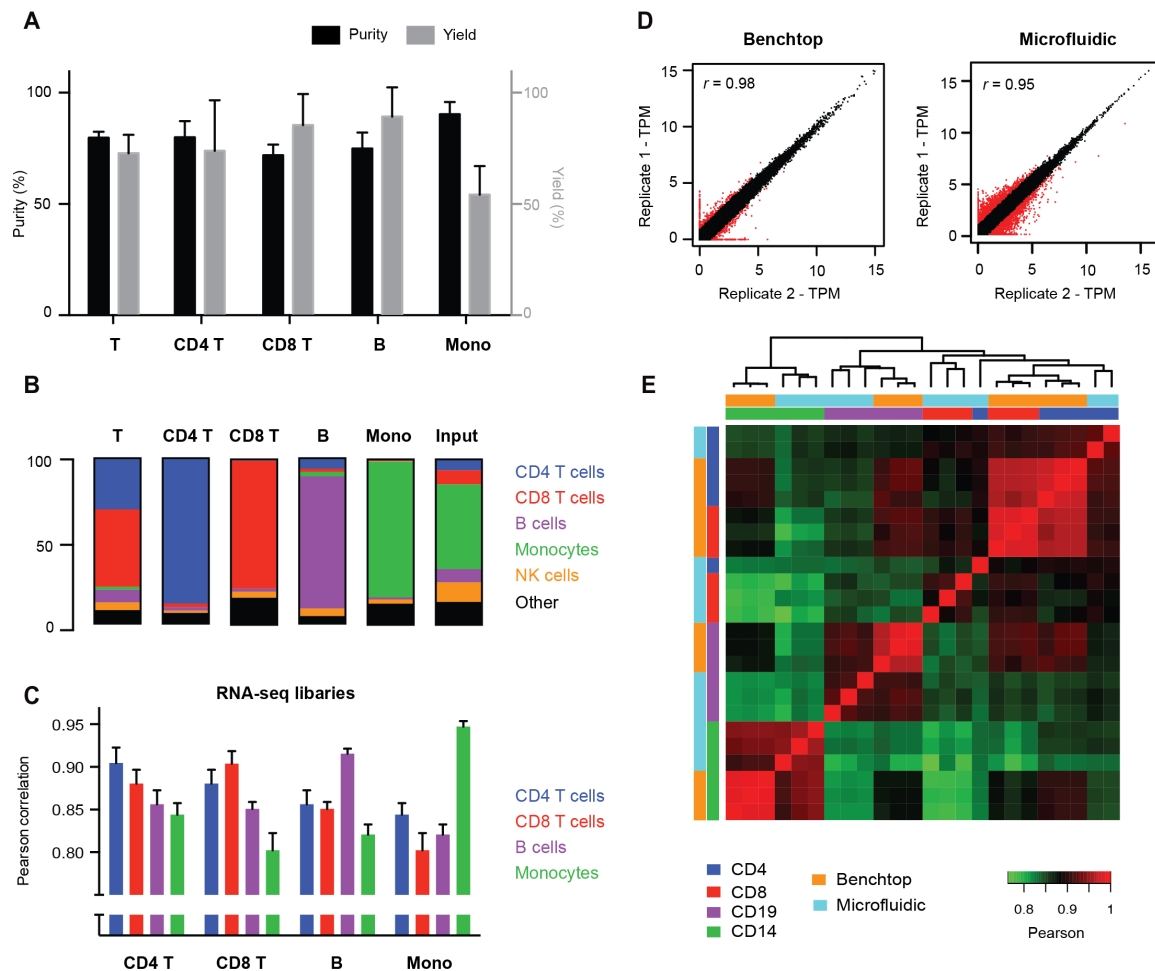 A
Purity
Yield
100
50
0
Purity (%)
100
50
0
Yield (%)
T
CD4 T
CD8 T
B
Mono
B
T
CD4 T
CD8 T
B
Mono
Input
100
50
0
CD4 T cells
CD8 T cells
B cells
Monocytes
NK cells
Other
C
RNA-seq libaries
0.95
0.90
0.85
0.80
Pearson correlation
CD4 T
CD8 T
B
Mono
CD4 T cells
CD8 T cells
B cells
Monocytes
D
Benchtop
r = 0.98
15
10
5
0
Replicate 1 - TPM
0
5
10
15
Replicate 2 - TPM
Microfluidic
r = 0.95
15
10
5
0
Replicate 1 - TPM
0
5
10
15
Replicate 2 - TPM
E
CD4
CD8
CD19
CD14
Benchtop
Microfluidic
0.8
0.9
1
Pearson